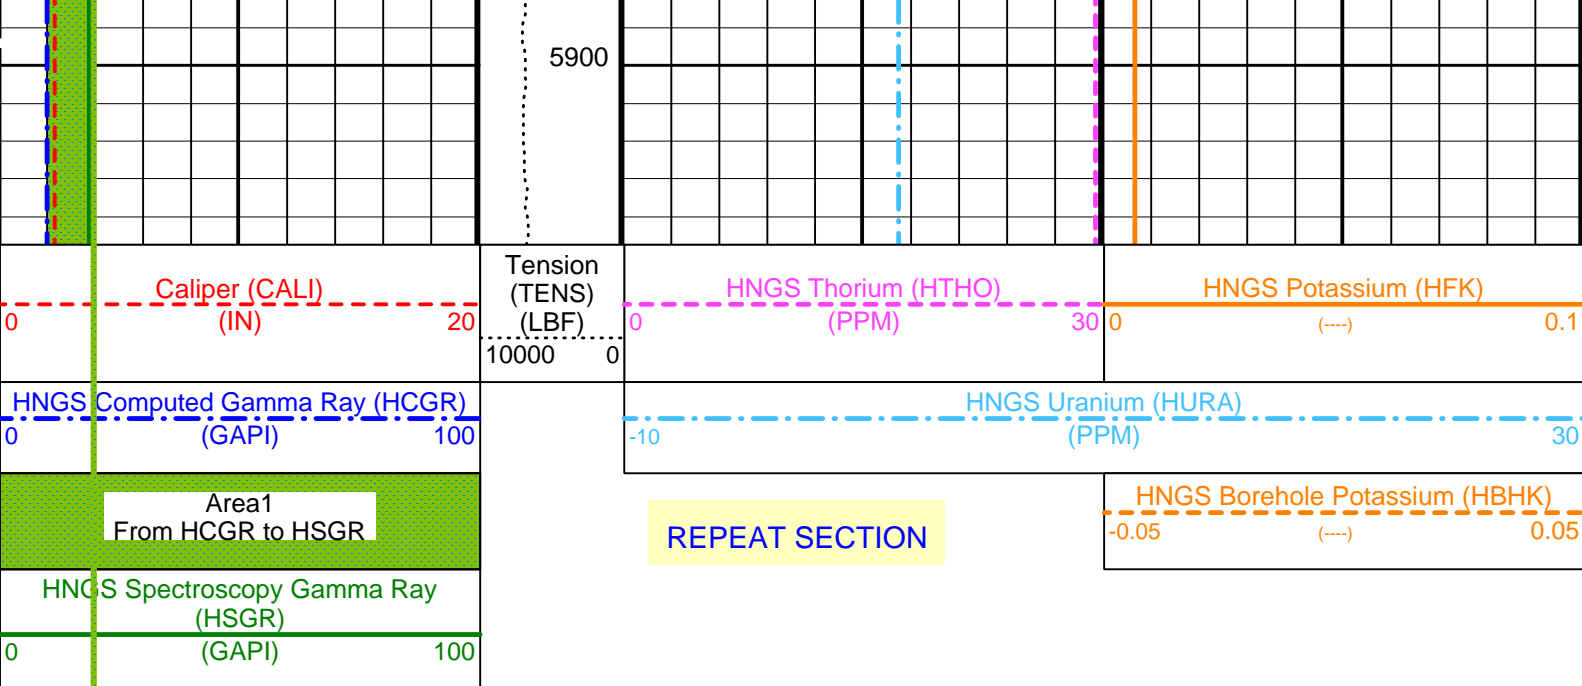 5900
Caliper (CALI)
(IN)
0 20
Tension
(TENS)
(LBF)
10000 0
HNGS Thorium (HTHO)
(PPM)
0 30
HNGS Potassium (HFK)
(----)
0 0.1
HNGS Computed Gamma Ray (HCGR)
(GAPI)
0 100
HNGS Uranium (HURA)
(PPM)
-10 30
Area1
From HCGR to HSGR
REPEAT SECTION
HNGS Borehole Potassium (HBHK)
(----)
-0.05 0.05
HNGS Spectroscopy Gamma Ray
(HSGR)
(GAPI)
0 100